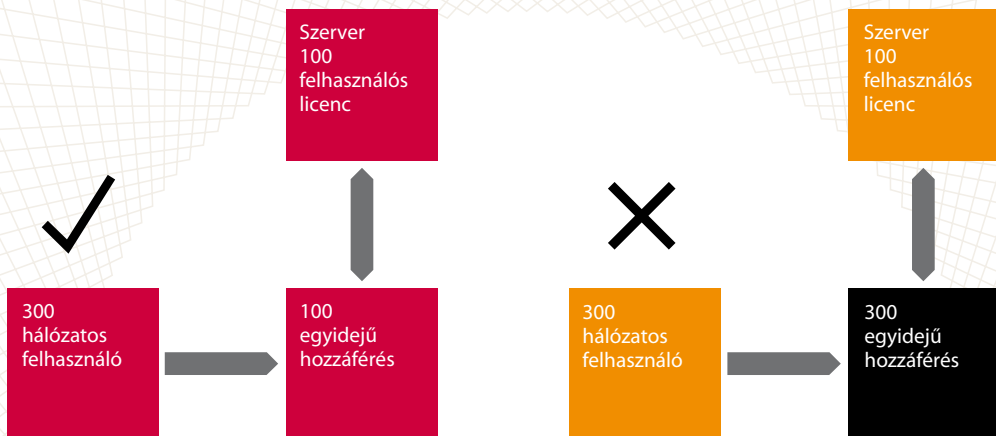 Szerver
100
felhasználós
licenc
Szerver
100
felhasználós
licenc
300
hálózatos
felhasználó
100
egyidejű
hozzáférés
300
hálózatos
felhasználó
300
egyidejű
hozzáférés